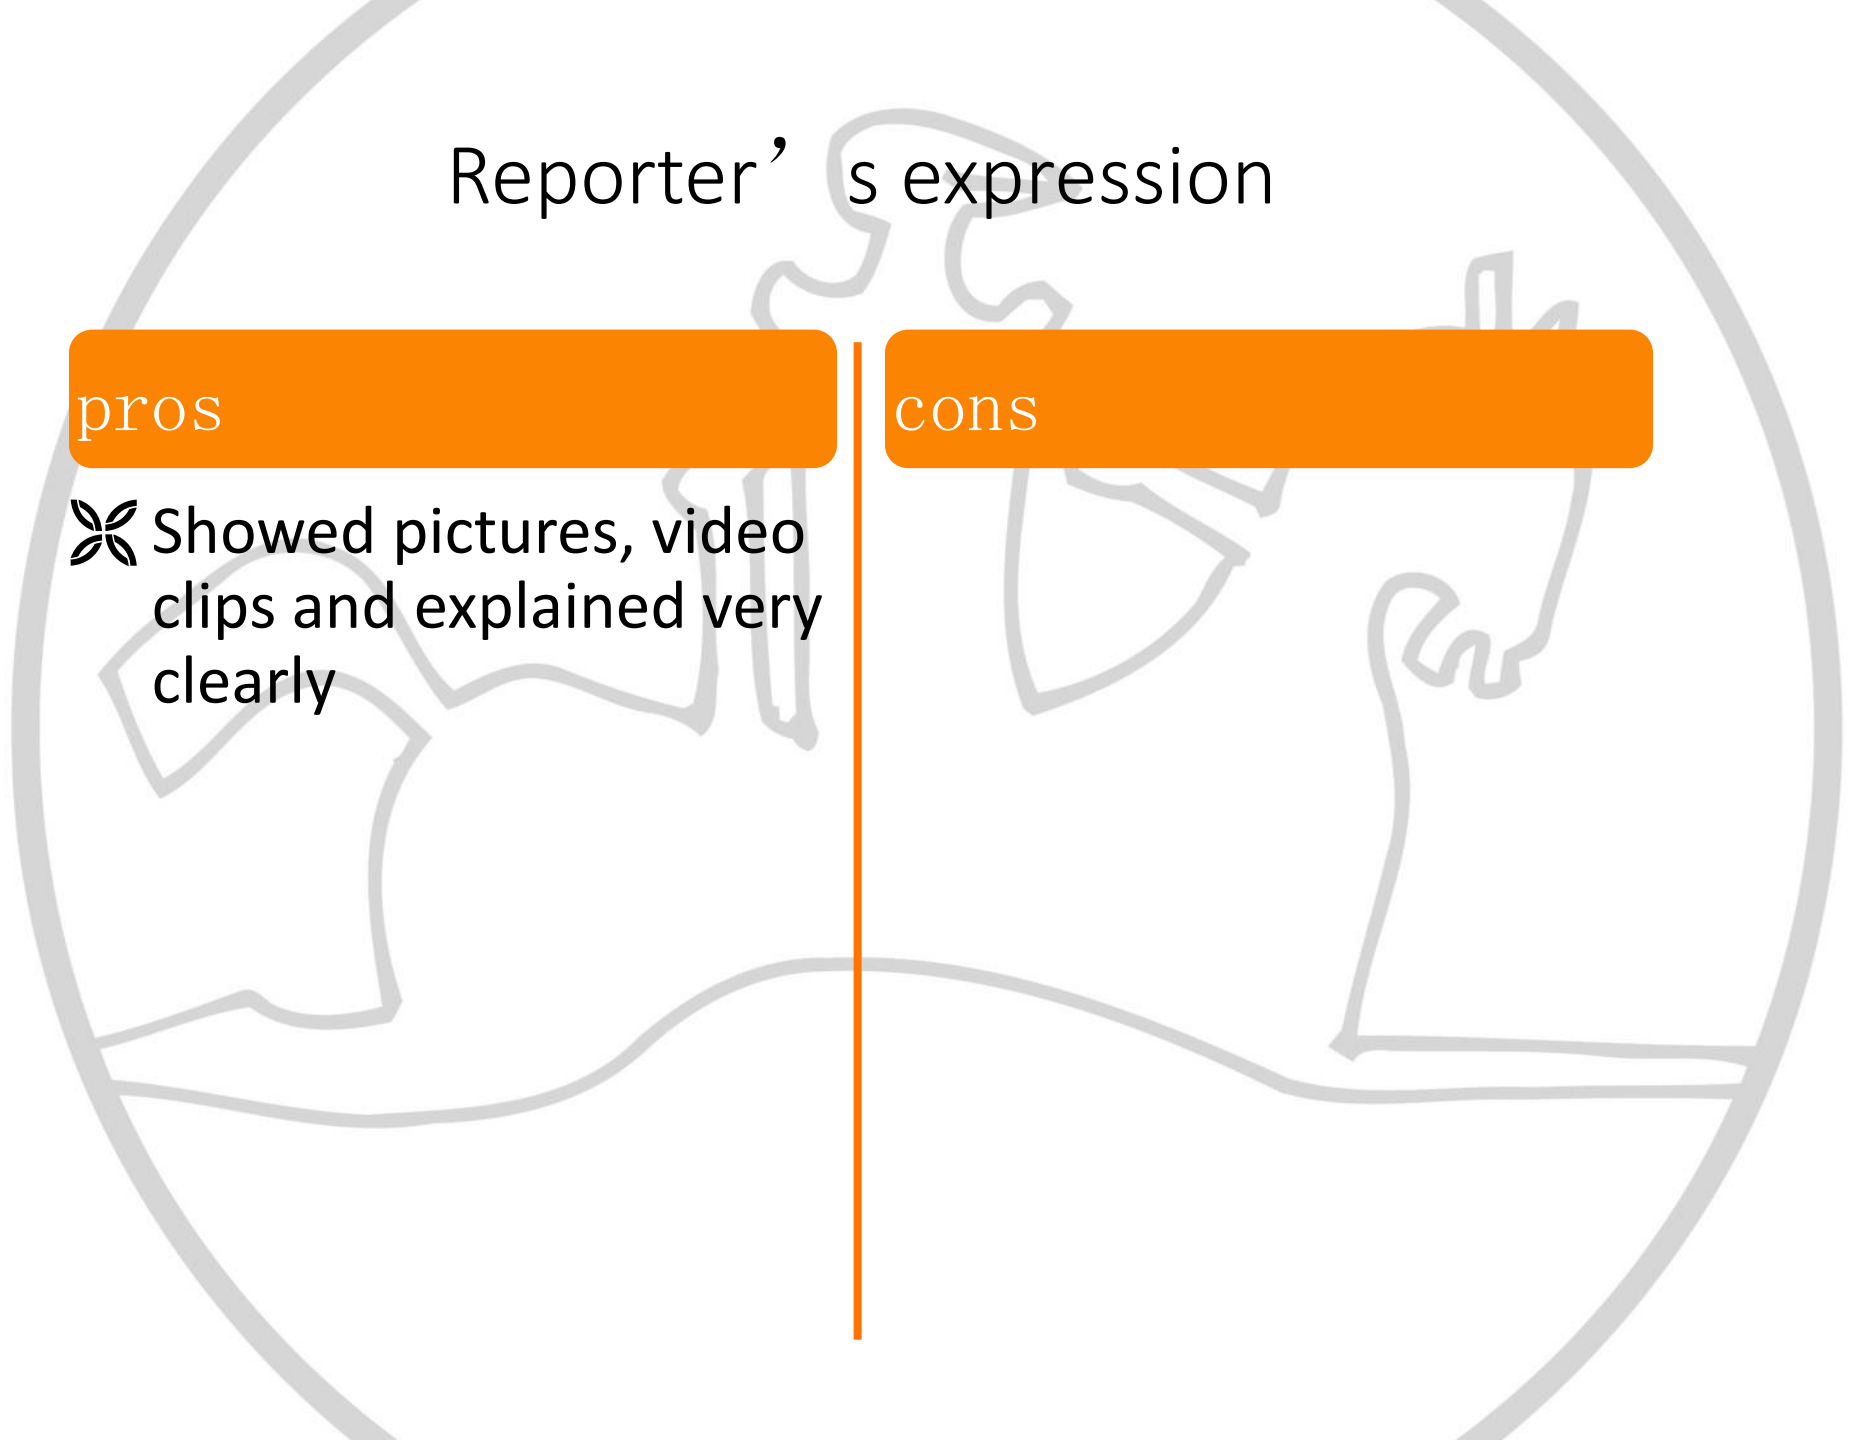 Reporter’s expression
pros
cons
Showed pictures, video
clips and explained very
clearly